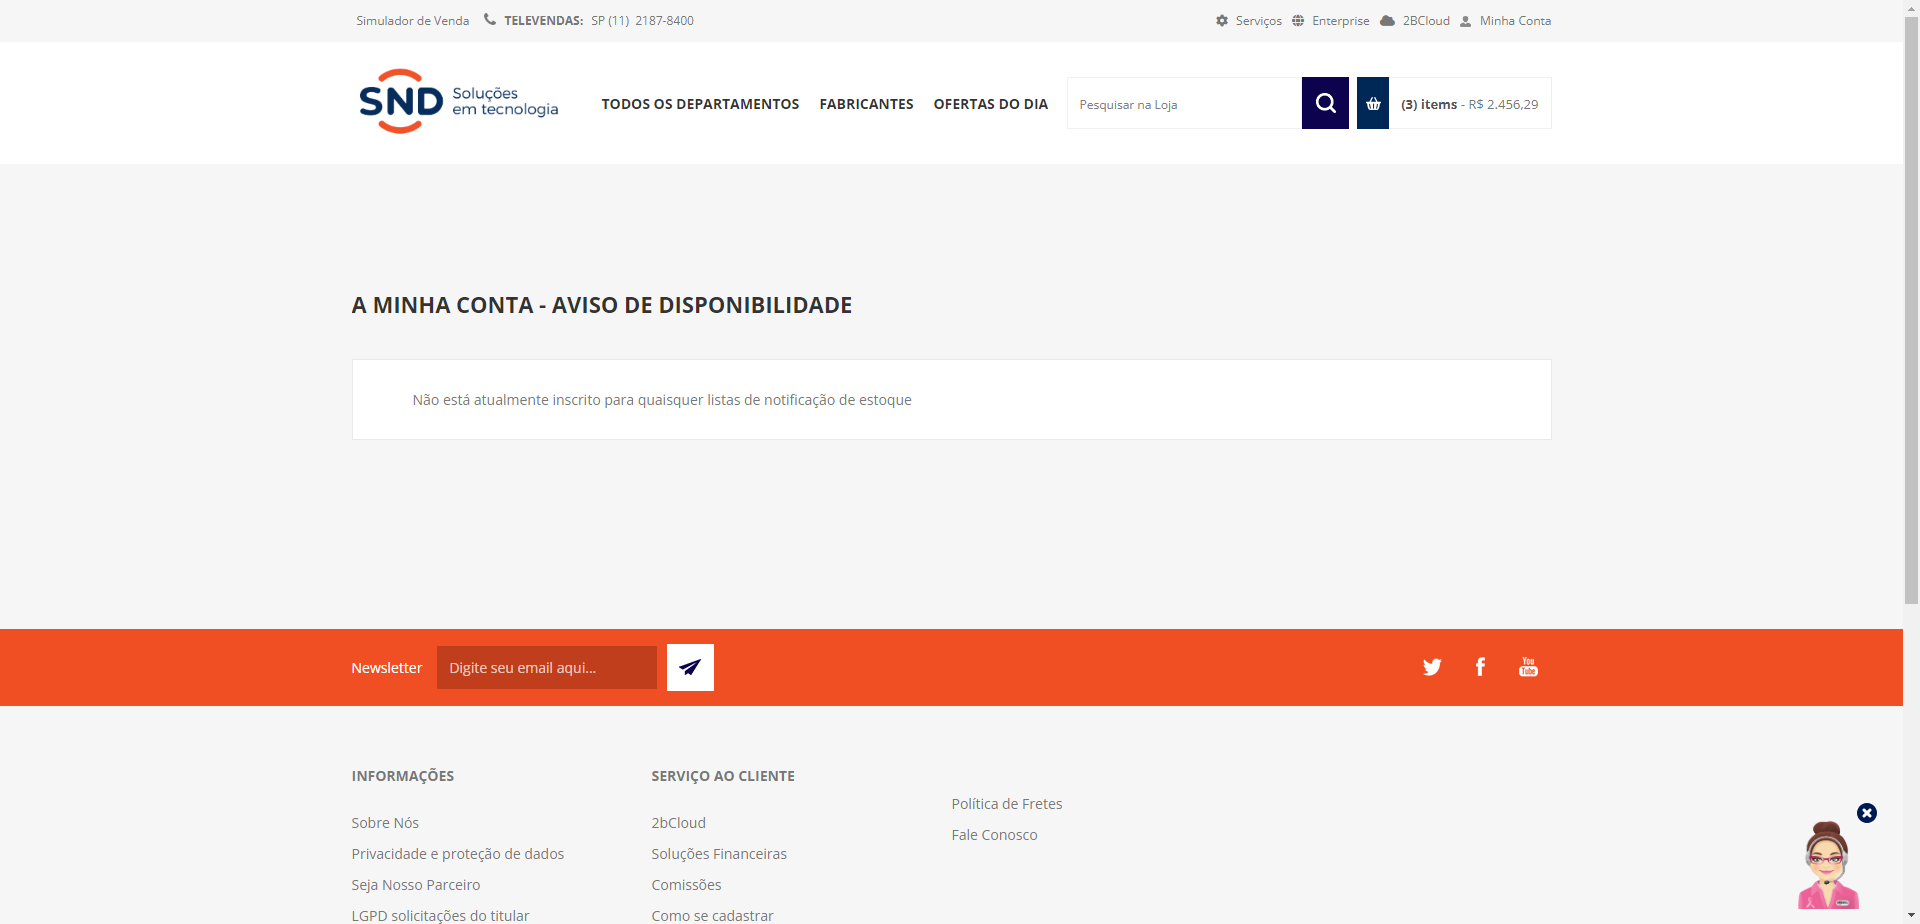 Simulador de Venda TELEVENDAS: SP (11) 2187-8400
Serviços Enterprise 2BCloud Minha Conta
SND Soluções
em tecnologia
TODOS OS DEPARTAMENTOS FABRICANTES OFERTAS DO DIA
Pesquisar na Loja
(3) items - R$ 2.456,29
A MINHA CONTA - AVISO DE DISPONIBILIDADE
Não está atualmente inscrito para quaisquer listas de notificação de estoque
Newsletter
Digite seu email aqui...
You
Tube
INFORMAÇÕES
Sobre Nós
Privacidade e proteção de dados
Seja Nosso Parceiro
LGPD solicitações do titular
SERVIÇO AO CLIENTE
2bCloud
Soluções Financeiras
Comissões
Como se cadastrar
Política de Fretes
Fale Conosco